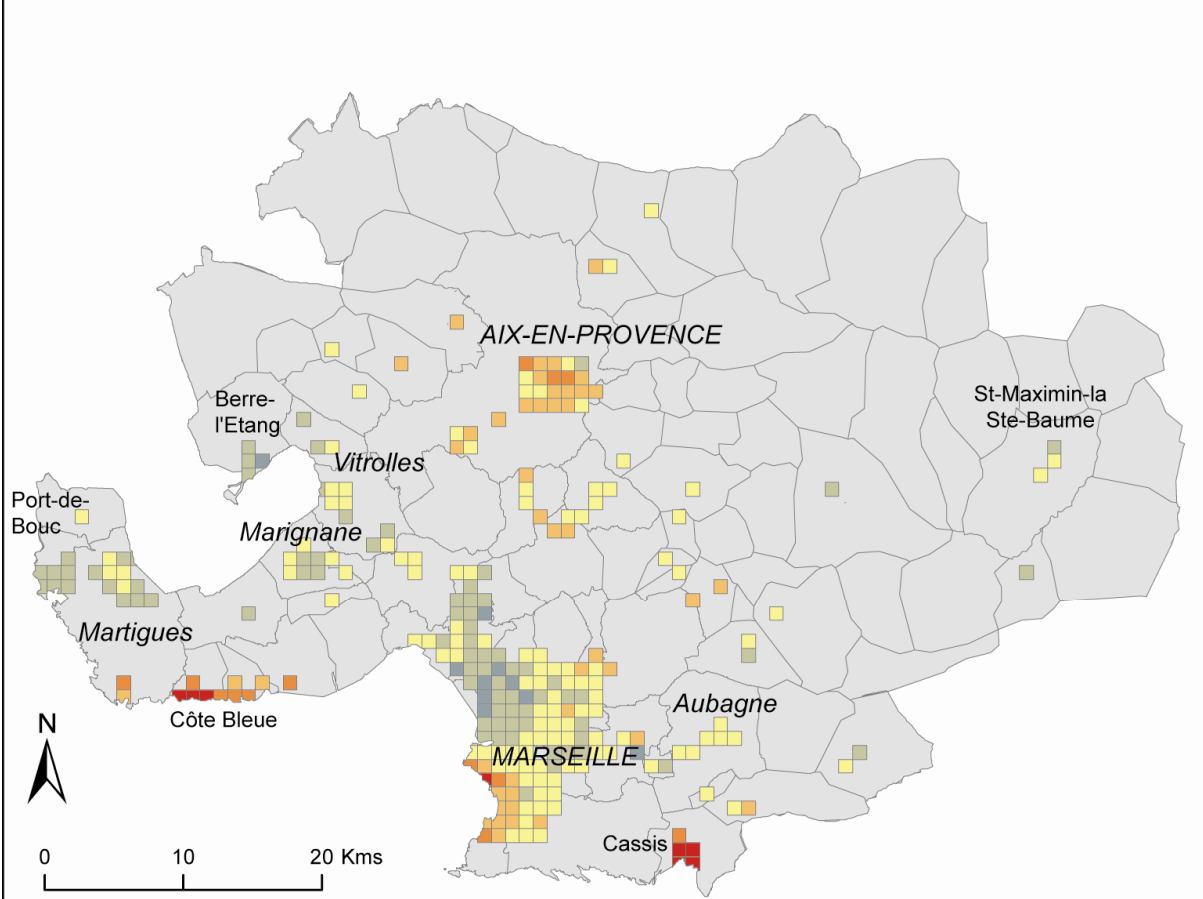 AIX-EN-PROVENCE
Berre-
l'Etang
St-Maximin-la
Ste-Baume
Vitrolles
Port-de-
Bouc
Marignane
Martigues
Côte Bleue
Aubagne
N
MARSEILLE
Cassis
0 10 20 Kms